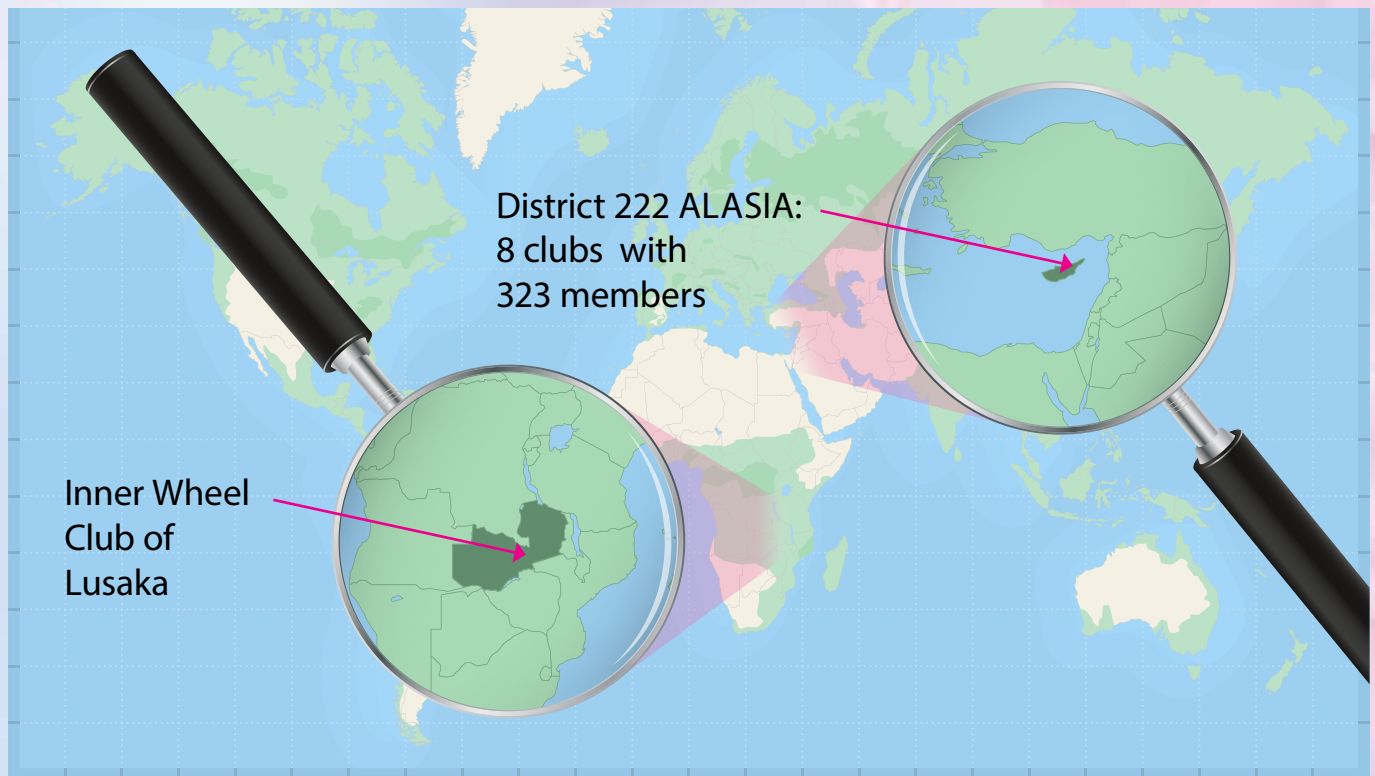 District 222 ALASIA:
8 clubs with
323 members
Inner Wheel
Club of
Lusaka